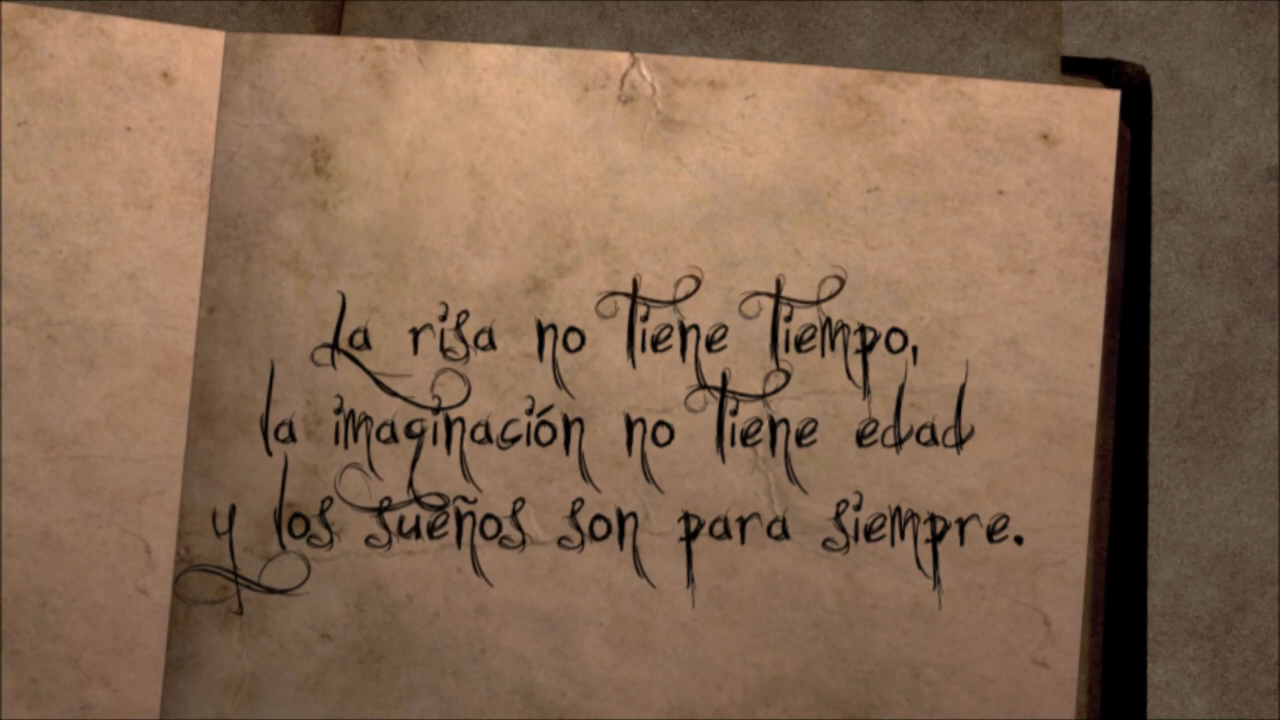 La risa no tiene tiempo,
la imaginación no tiene edad
y los sueños son para siempre.